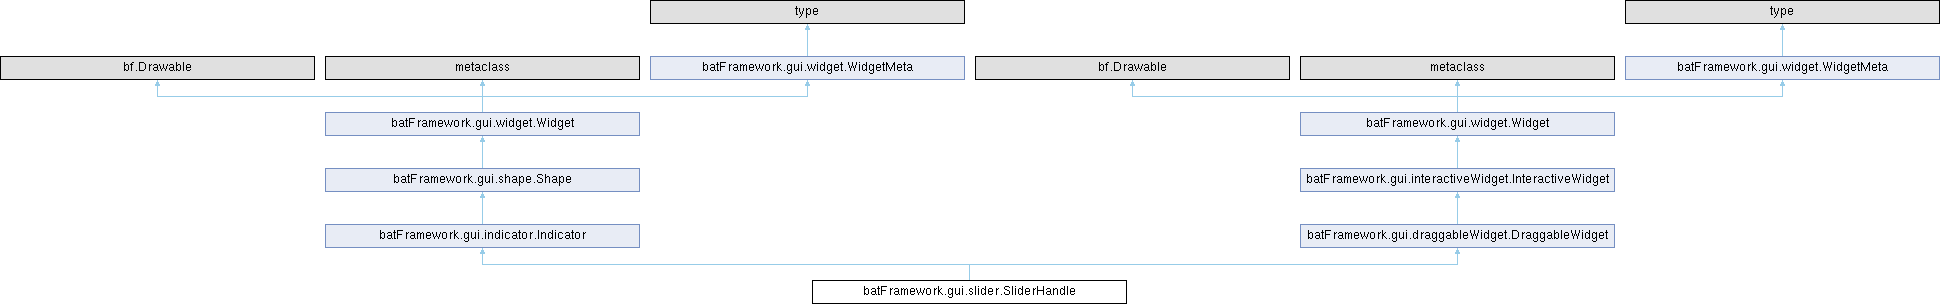 type
type
bf.Drawable
metaclass
batFramework.gui.widget.WidgetMeta
bf.Drawable
metaclass
batFramework.gui.widget.WidgetMeta
batFramework.gui.widget.Widget
batFramework.gui.widget.Widget
batFramework.gui.shape.Shape
batFramework.gui.interactiveWidget.InteractiveWidget
batFramework.gui.indicator.Indicator
batFramework.gui.draggableWidget.DraggableWidget
batFramework.gui.slider.SliderHandle